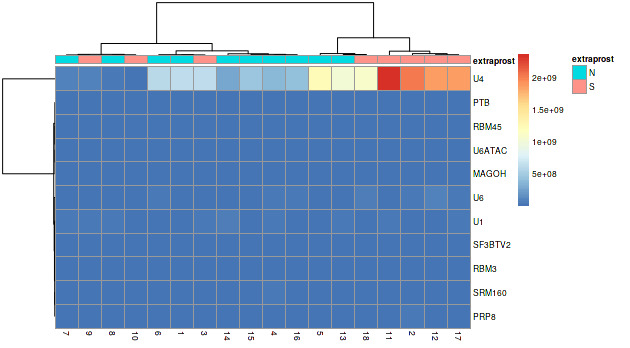 extraprost
extraprost
N
S
U4
PTB
RBM45
U6ATAC
MAGOH
U6
U1
SF3BTV2
RBM3
SRM160
PRP8
2e+09
1.5e+09
1e+09
5e+08
7 9 8 10 6 1 3 14 15 4 16 5 13 18 11 2 12 17